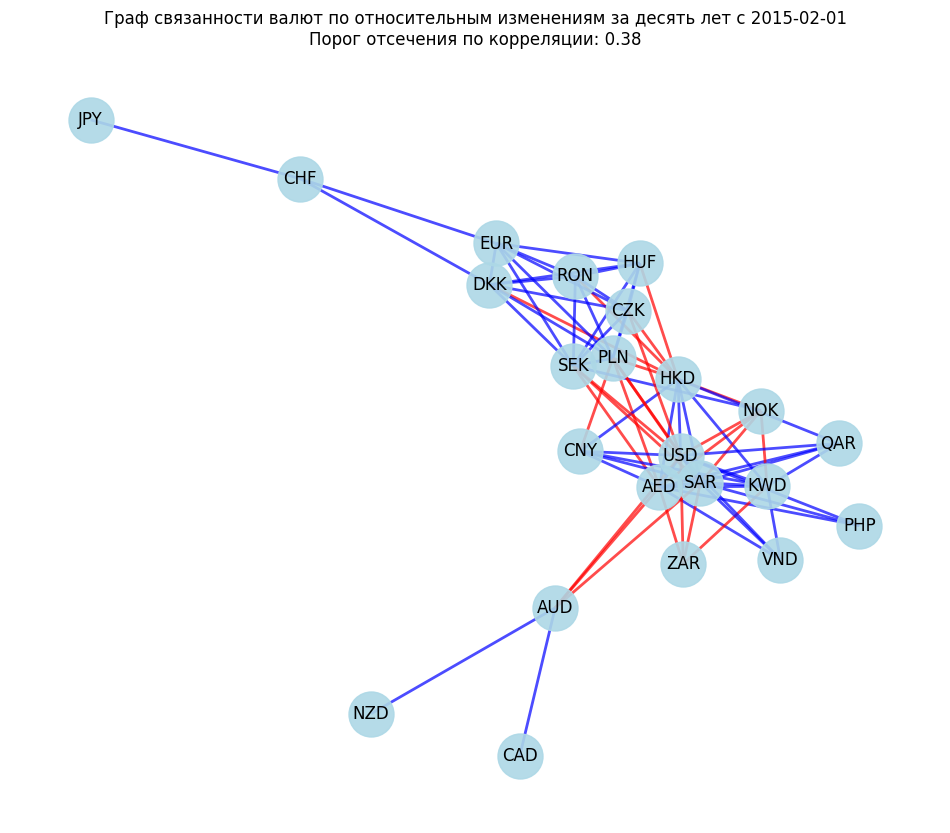 Граф связанности валют по относительным изменениям за десять лет с 2015-02-01
Порог отсечения по корреляции: 0.38
JPY
CHF
EUR
HUF
RON
DKK
CZK
PLN
SEK
HKD
NOK
QAR
CNY
USD
SAR
AED
KWD
PHP
VND
ZAR
AUD
NZD
CAD